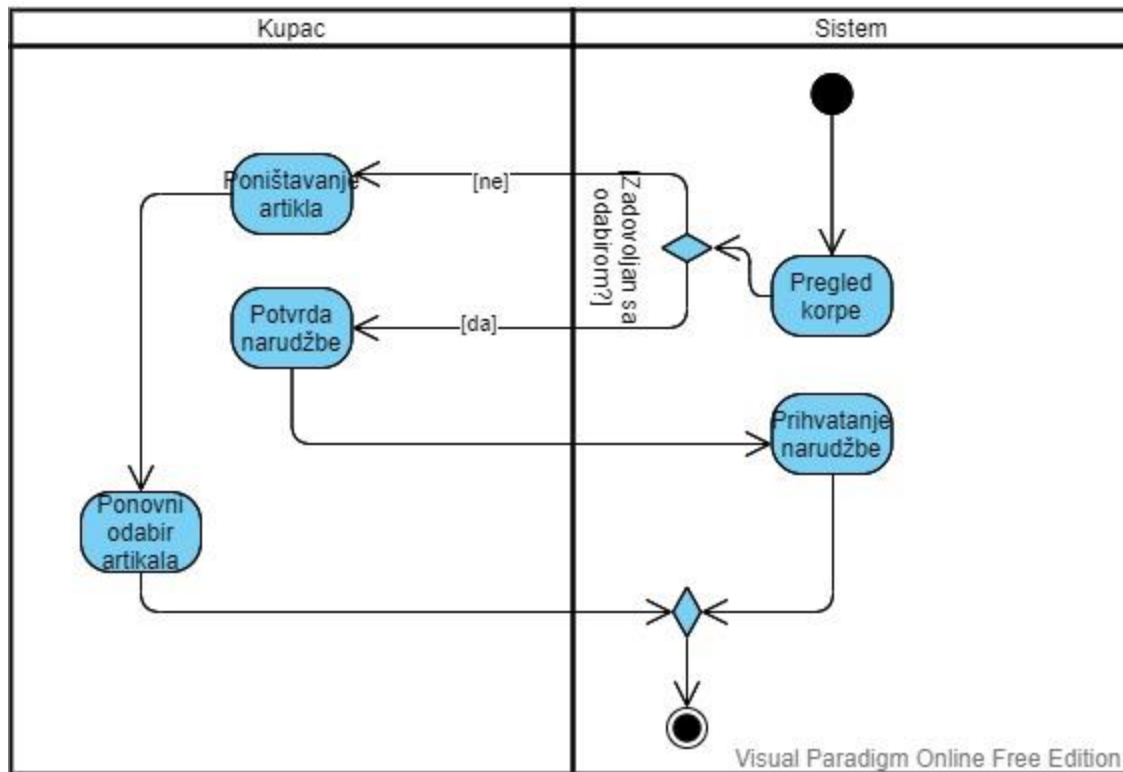 Kupac
Sistem
Poništavanje
artikla
[ne]
[Zadovoljan sa
odabirom?]
Pregled
korpe
Potvrda
narudžbe
[da]
Prihvatanje
narudžbe
Ponovni
odabir
artikala
Visual Paradigm Online Free Edition